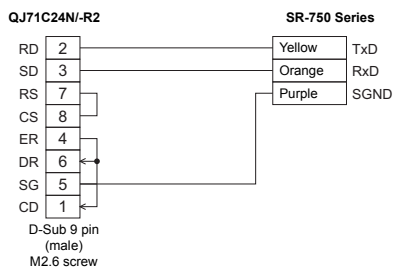 QJ71C24N/-R2 SR-750 Series
RD 2 Yellow TxD
SD 3 Orange RxD
RS 7 Purple SGND
CS 8
ER 4
DR 6
SG 5
CD 1
D-Sub 9 pin
(male)
M2.6 screw